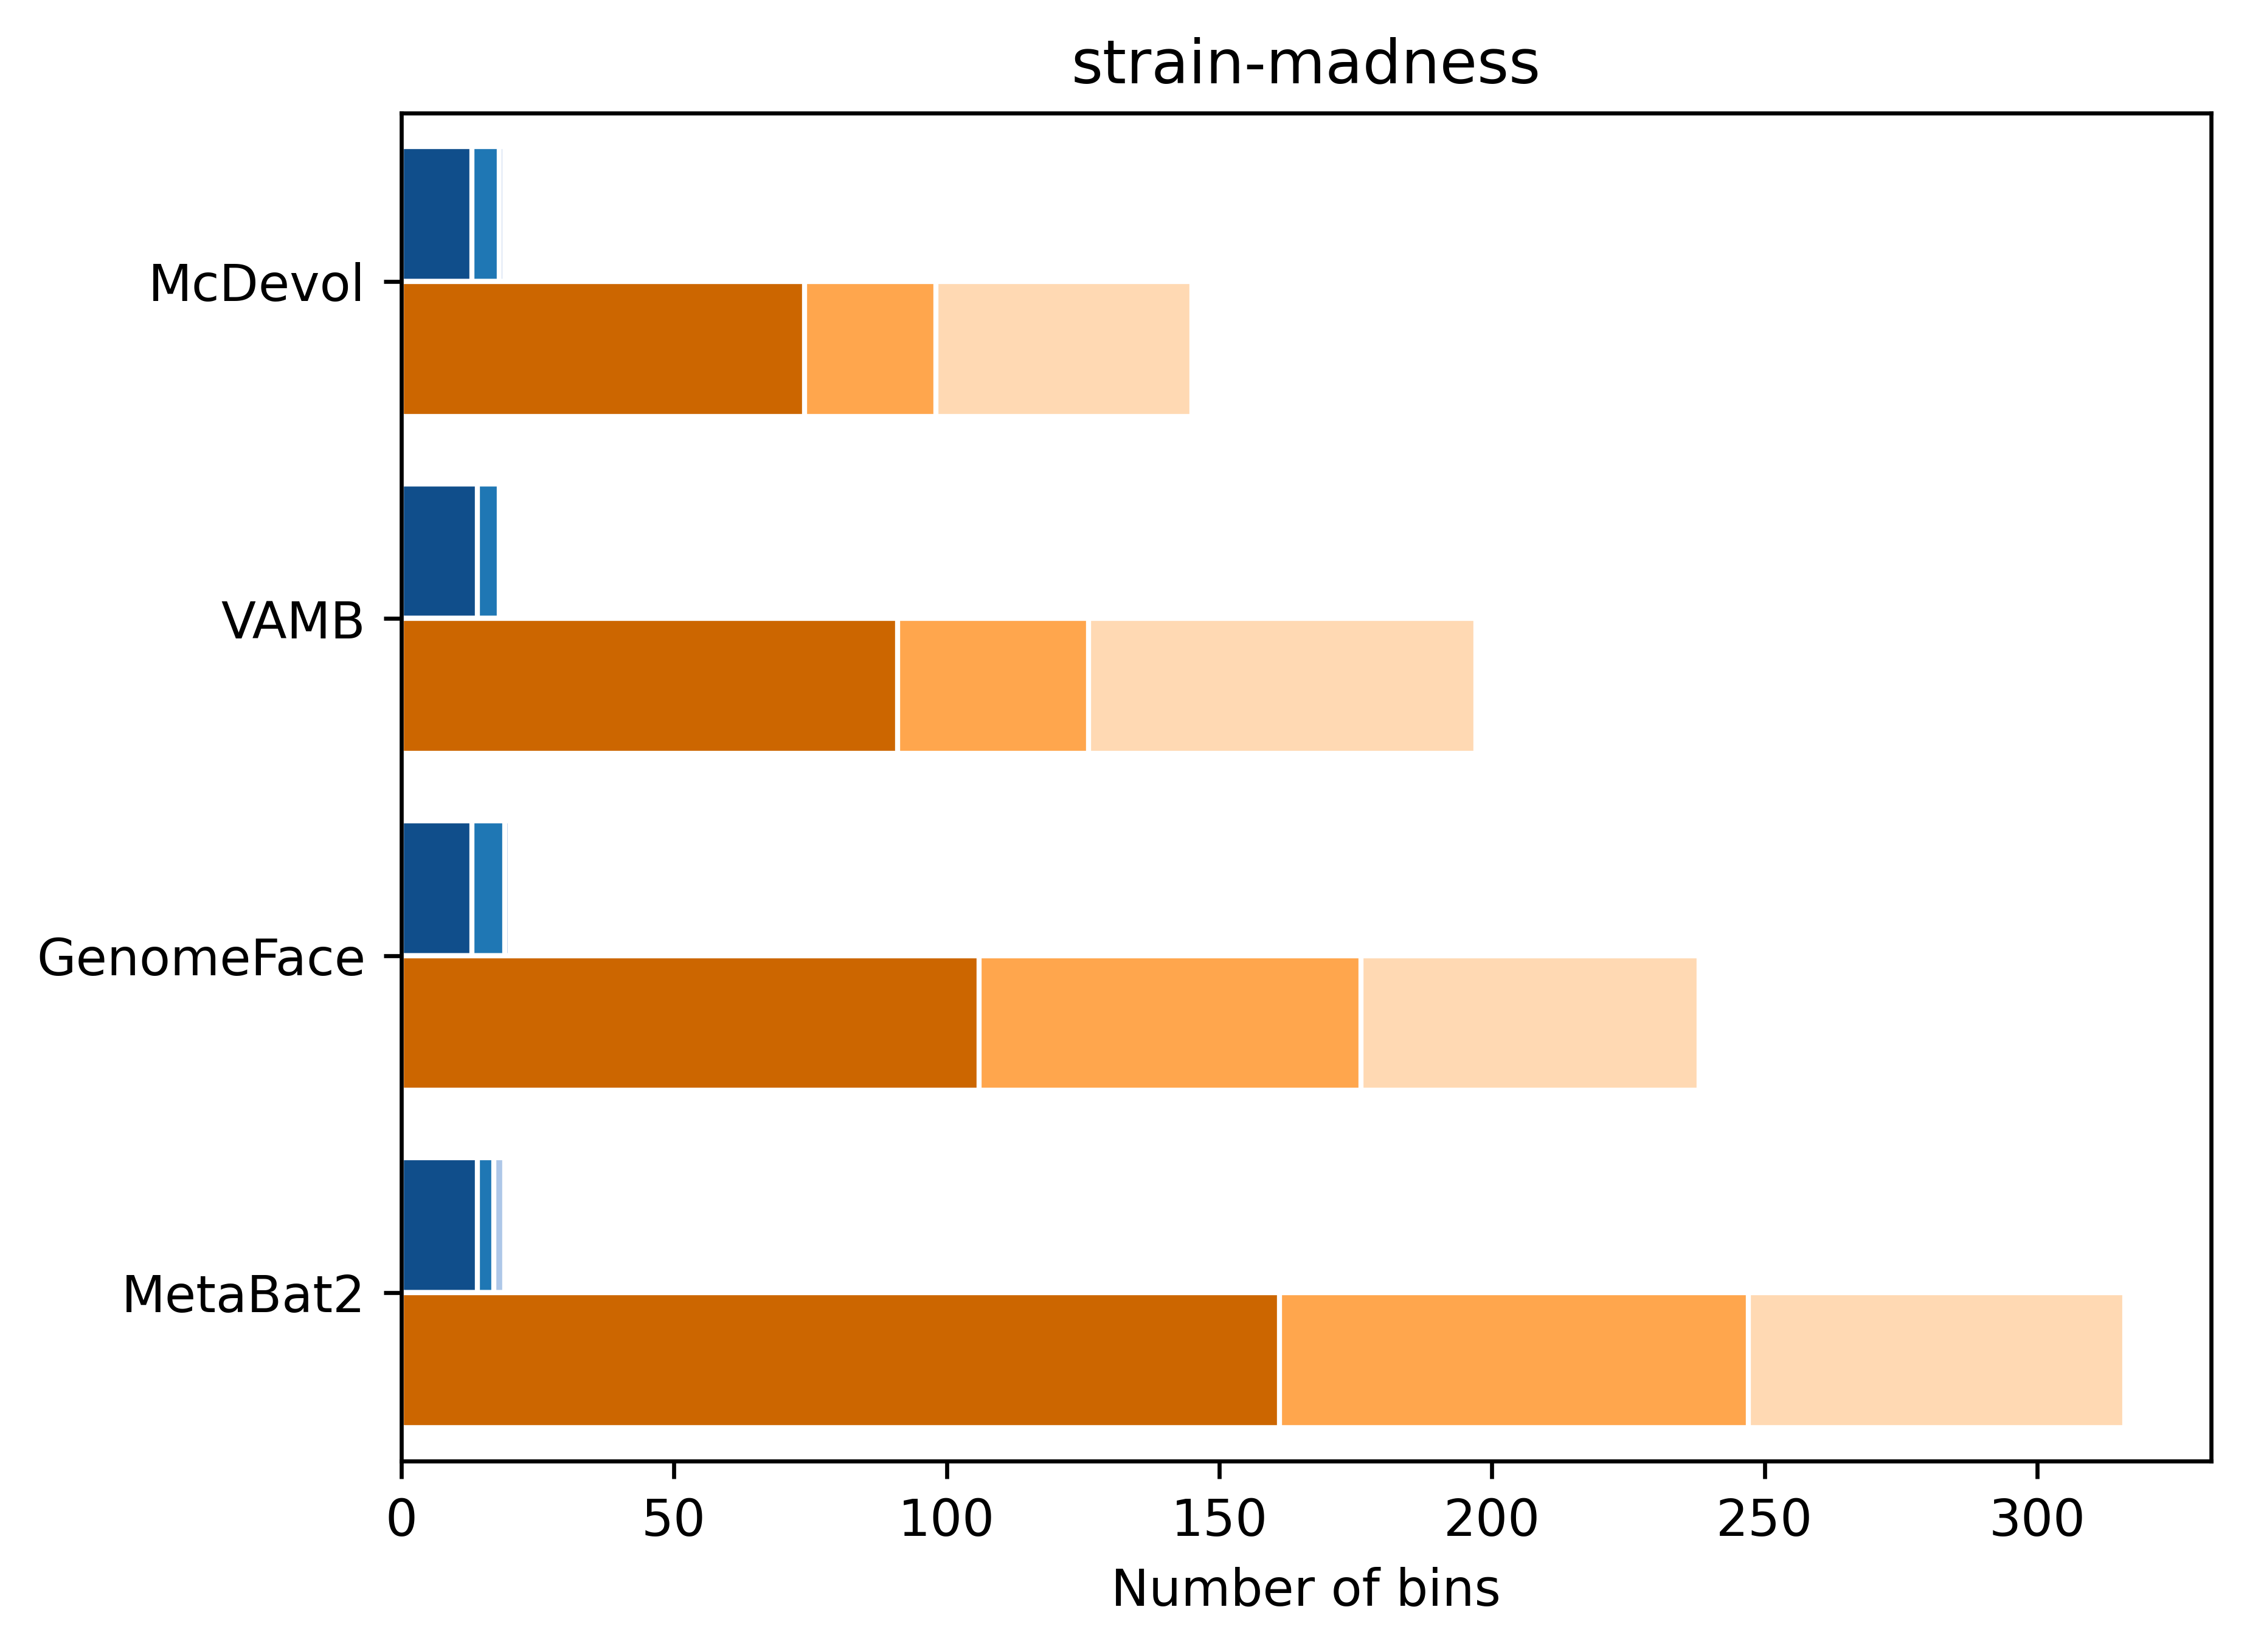 strain-madness
McDevol
VAMB
GenomeFace
MetaBat2
0 50 100 150 200 250 300
Number of bins